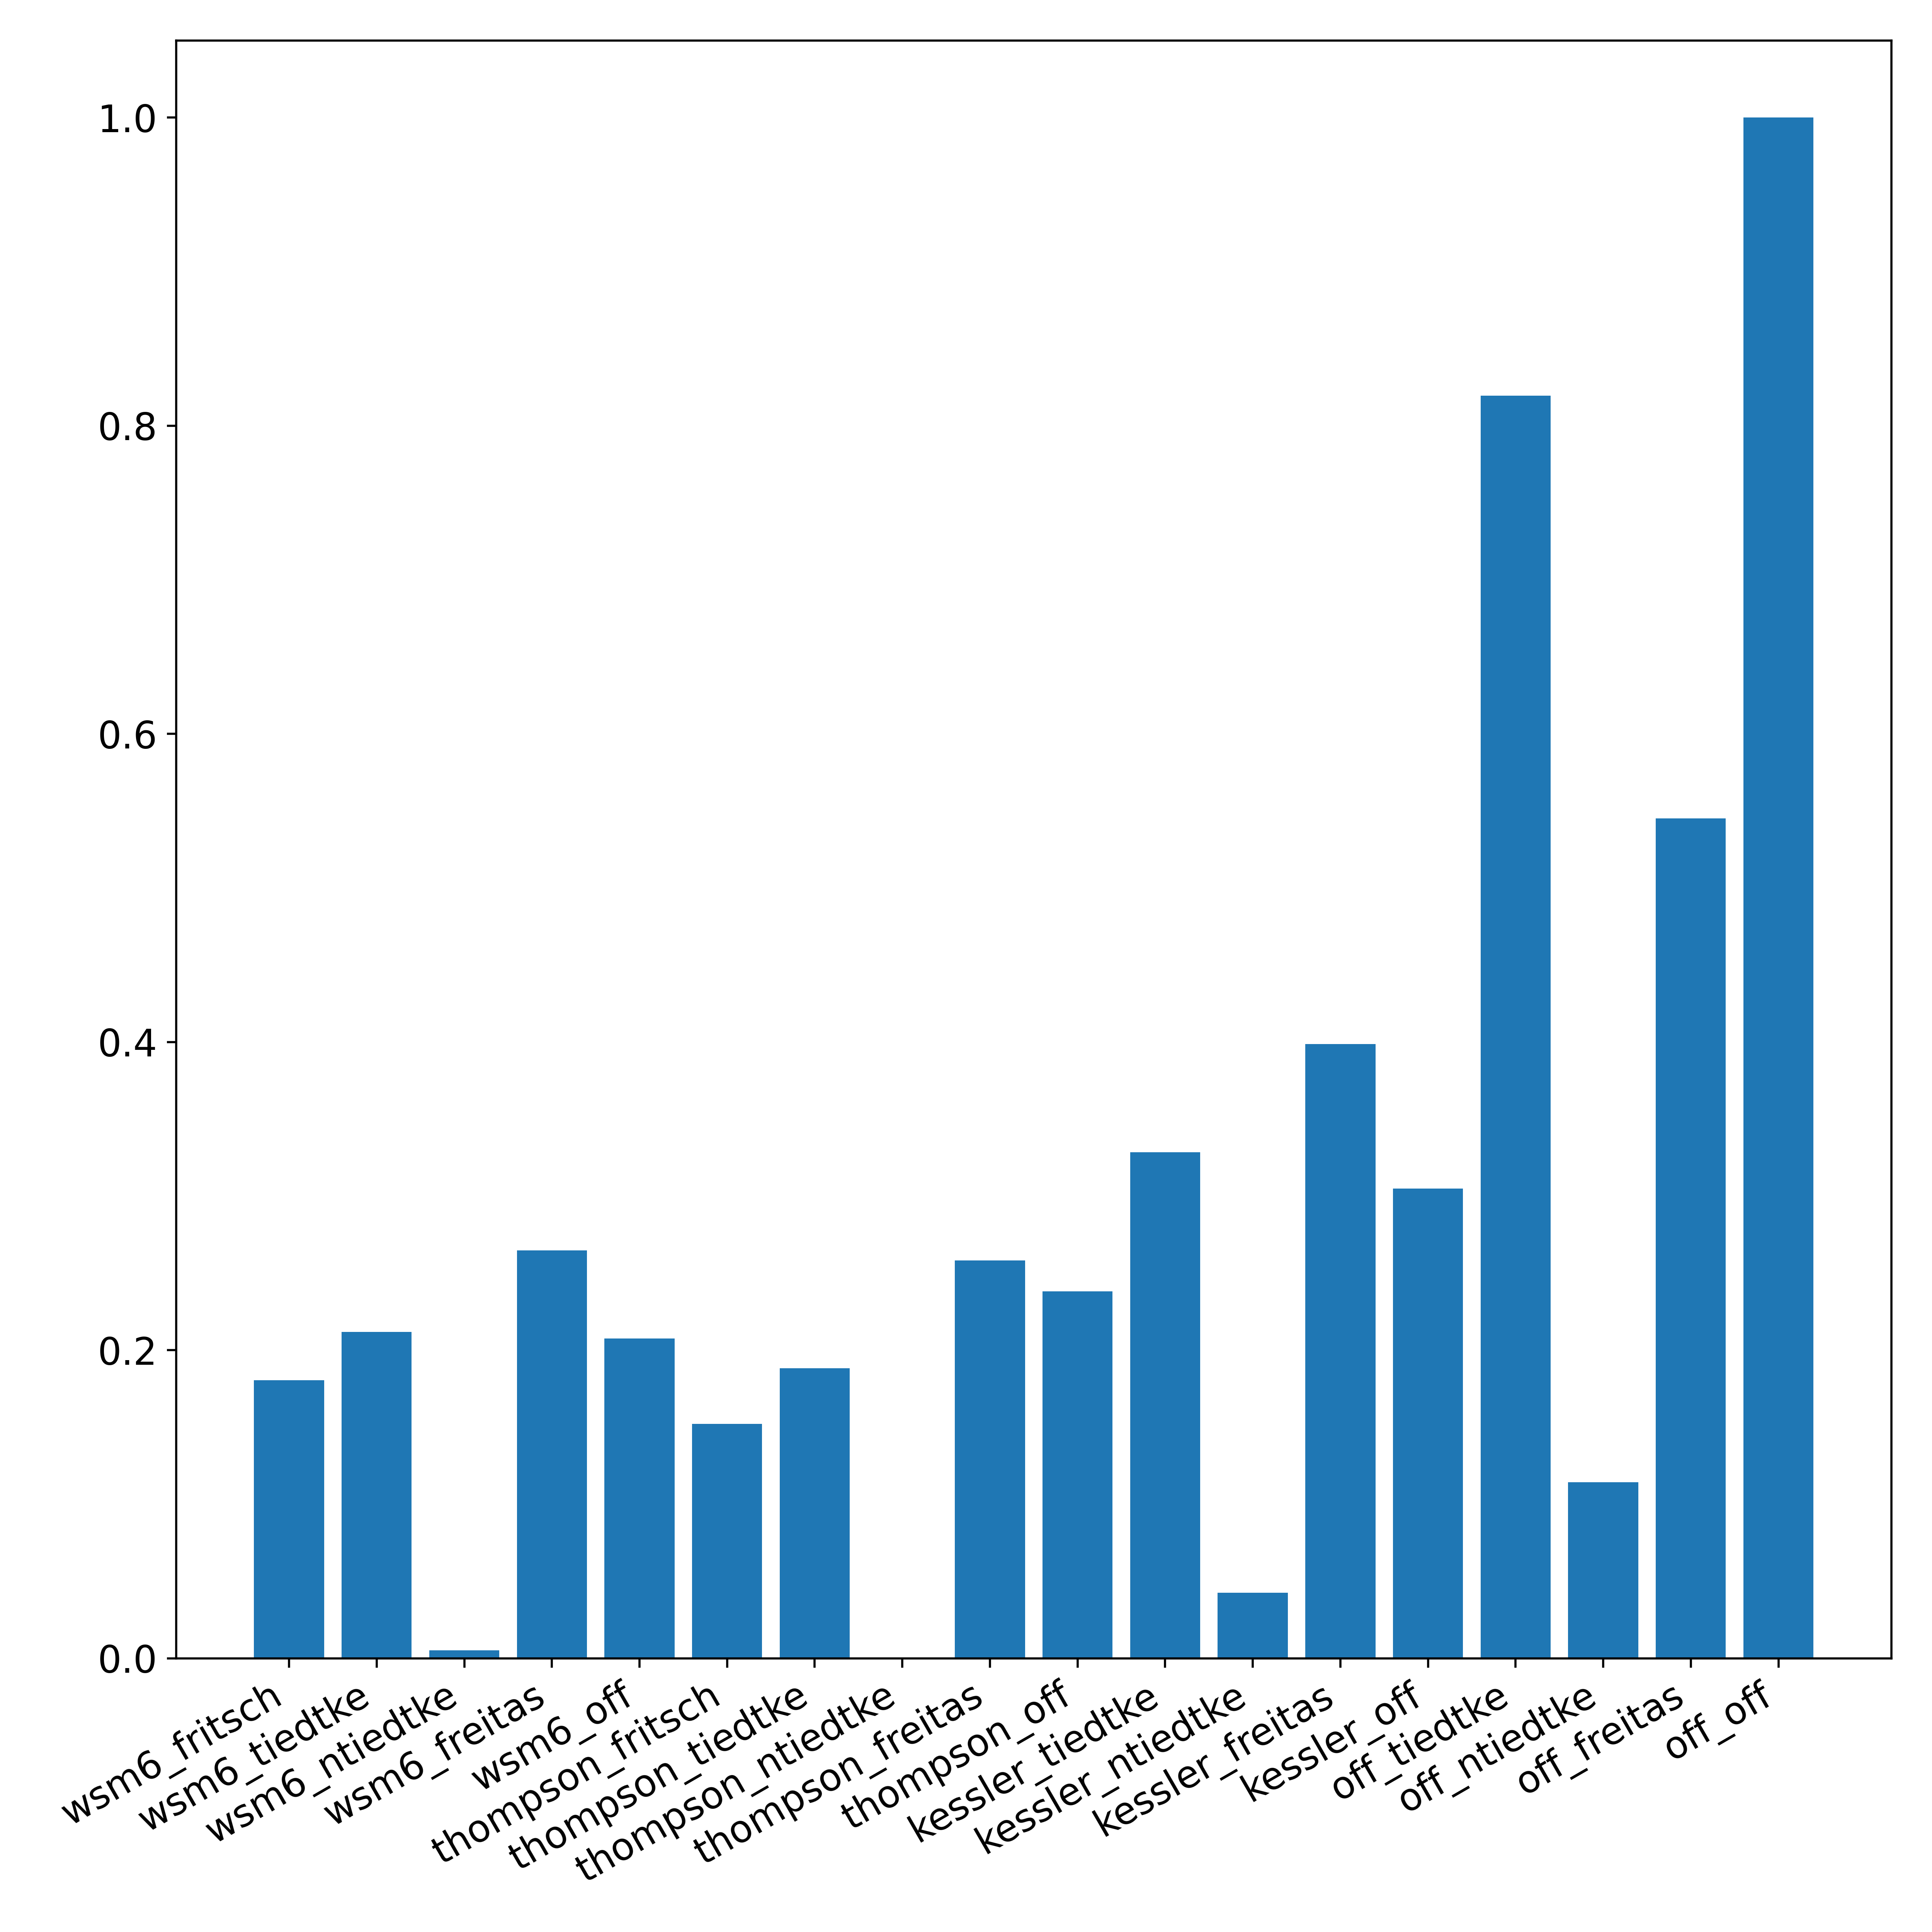 1.0
0.8
0.6
0.4
0.2
0.0
wsm6_fritsch
wsm6_tiedtke
wsm6_ntiedtke
wsm6_freitas
wsm6_off
thompson_fritsch
thompson_tiedtke
thompson_ntiedtke
thompson_freitas
thompson_off
kessler_tiedtke
kessler_ntiedtke
kessler_freitas
kessler_off
off_tiedtke
off_ntiedtke
off_freitas
off_off